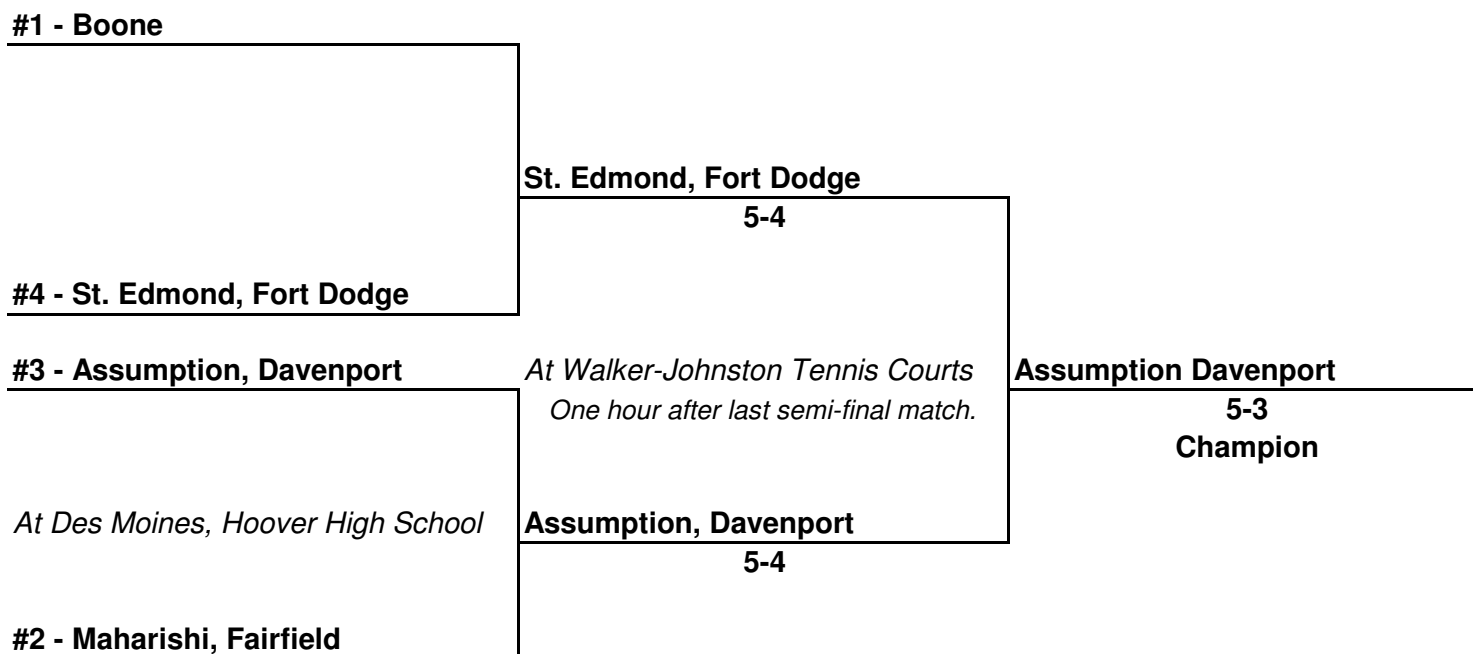 #1 - Boone
St. Edmond, Fort Dodge
5-4
#4 - St. Edmond, Fort Dodge
#3 - Assumption, Davenport
At Walker-Johnston Tennis Courts
One hour after last semi-final match.
Assumption Davenport
5-3
Champion
At Des Moines, Hoover High School
Assumption, Davenport
5-4
#2 - Maharishi, Fairfield